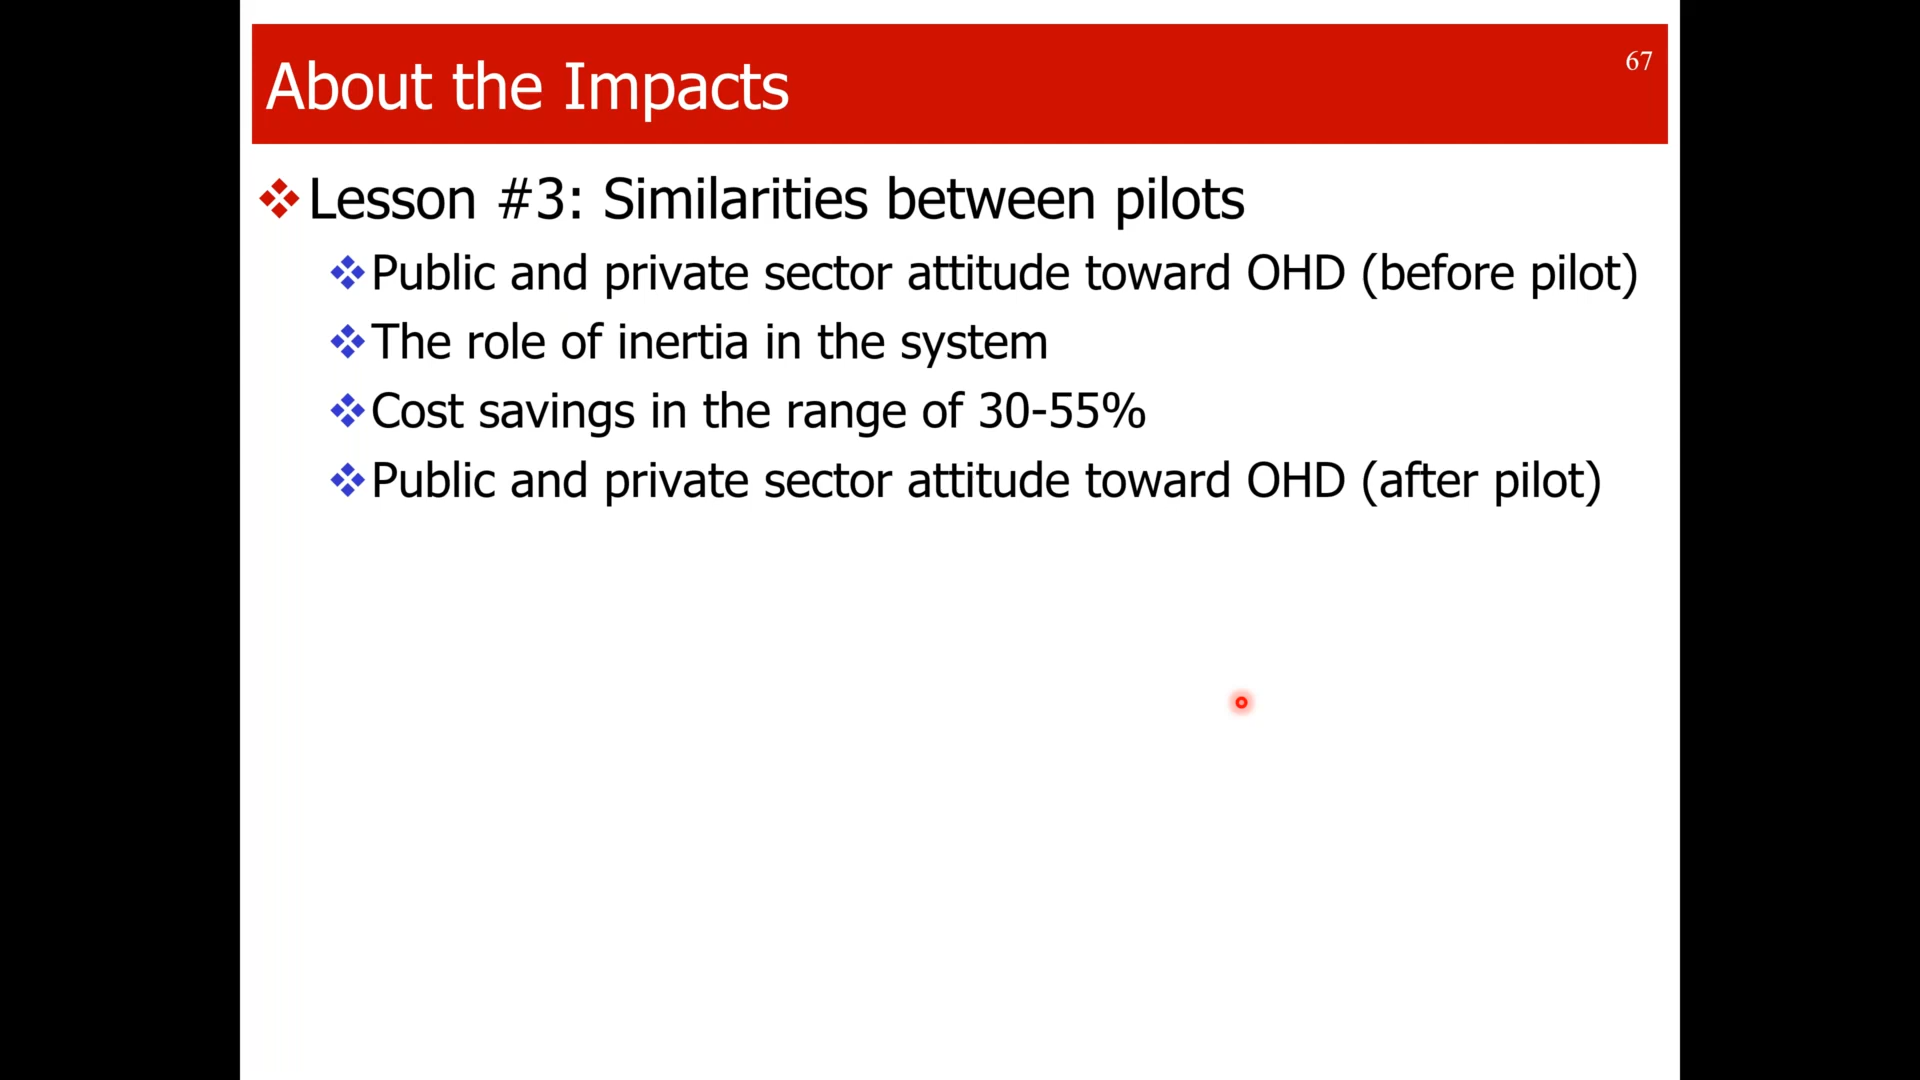 About the Impacts
67
Lesson #3: Similarities between pilots
Public and private sector attitude toward OHD (before pilot)
The role of inertia in the system
Cost savings in the range of 30-55%
Public and private sector attitude toward OHD (after pilot)